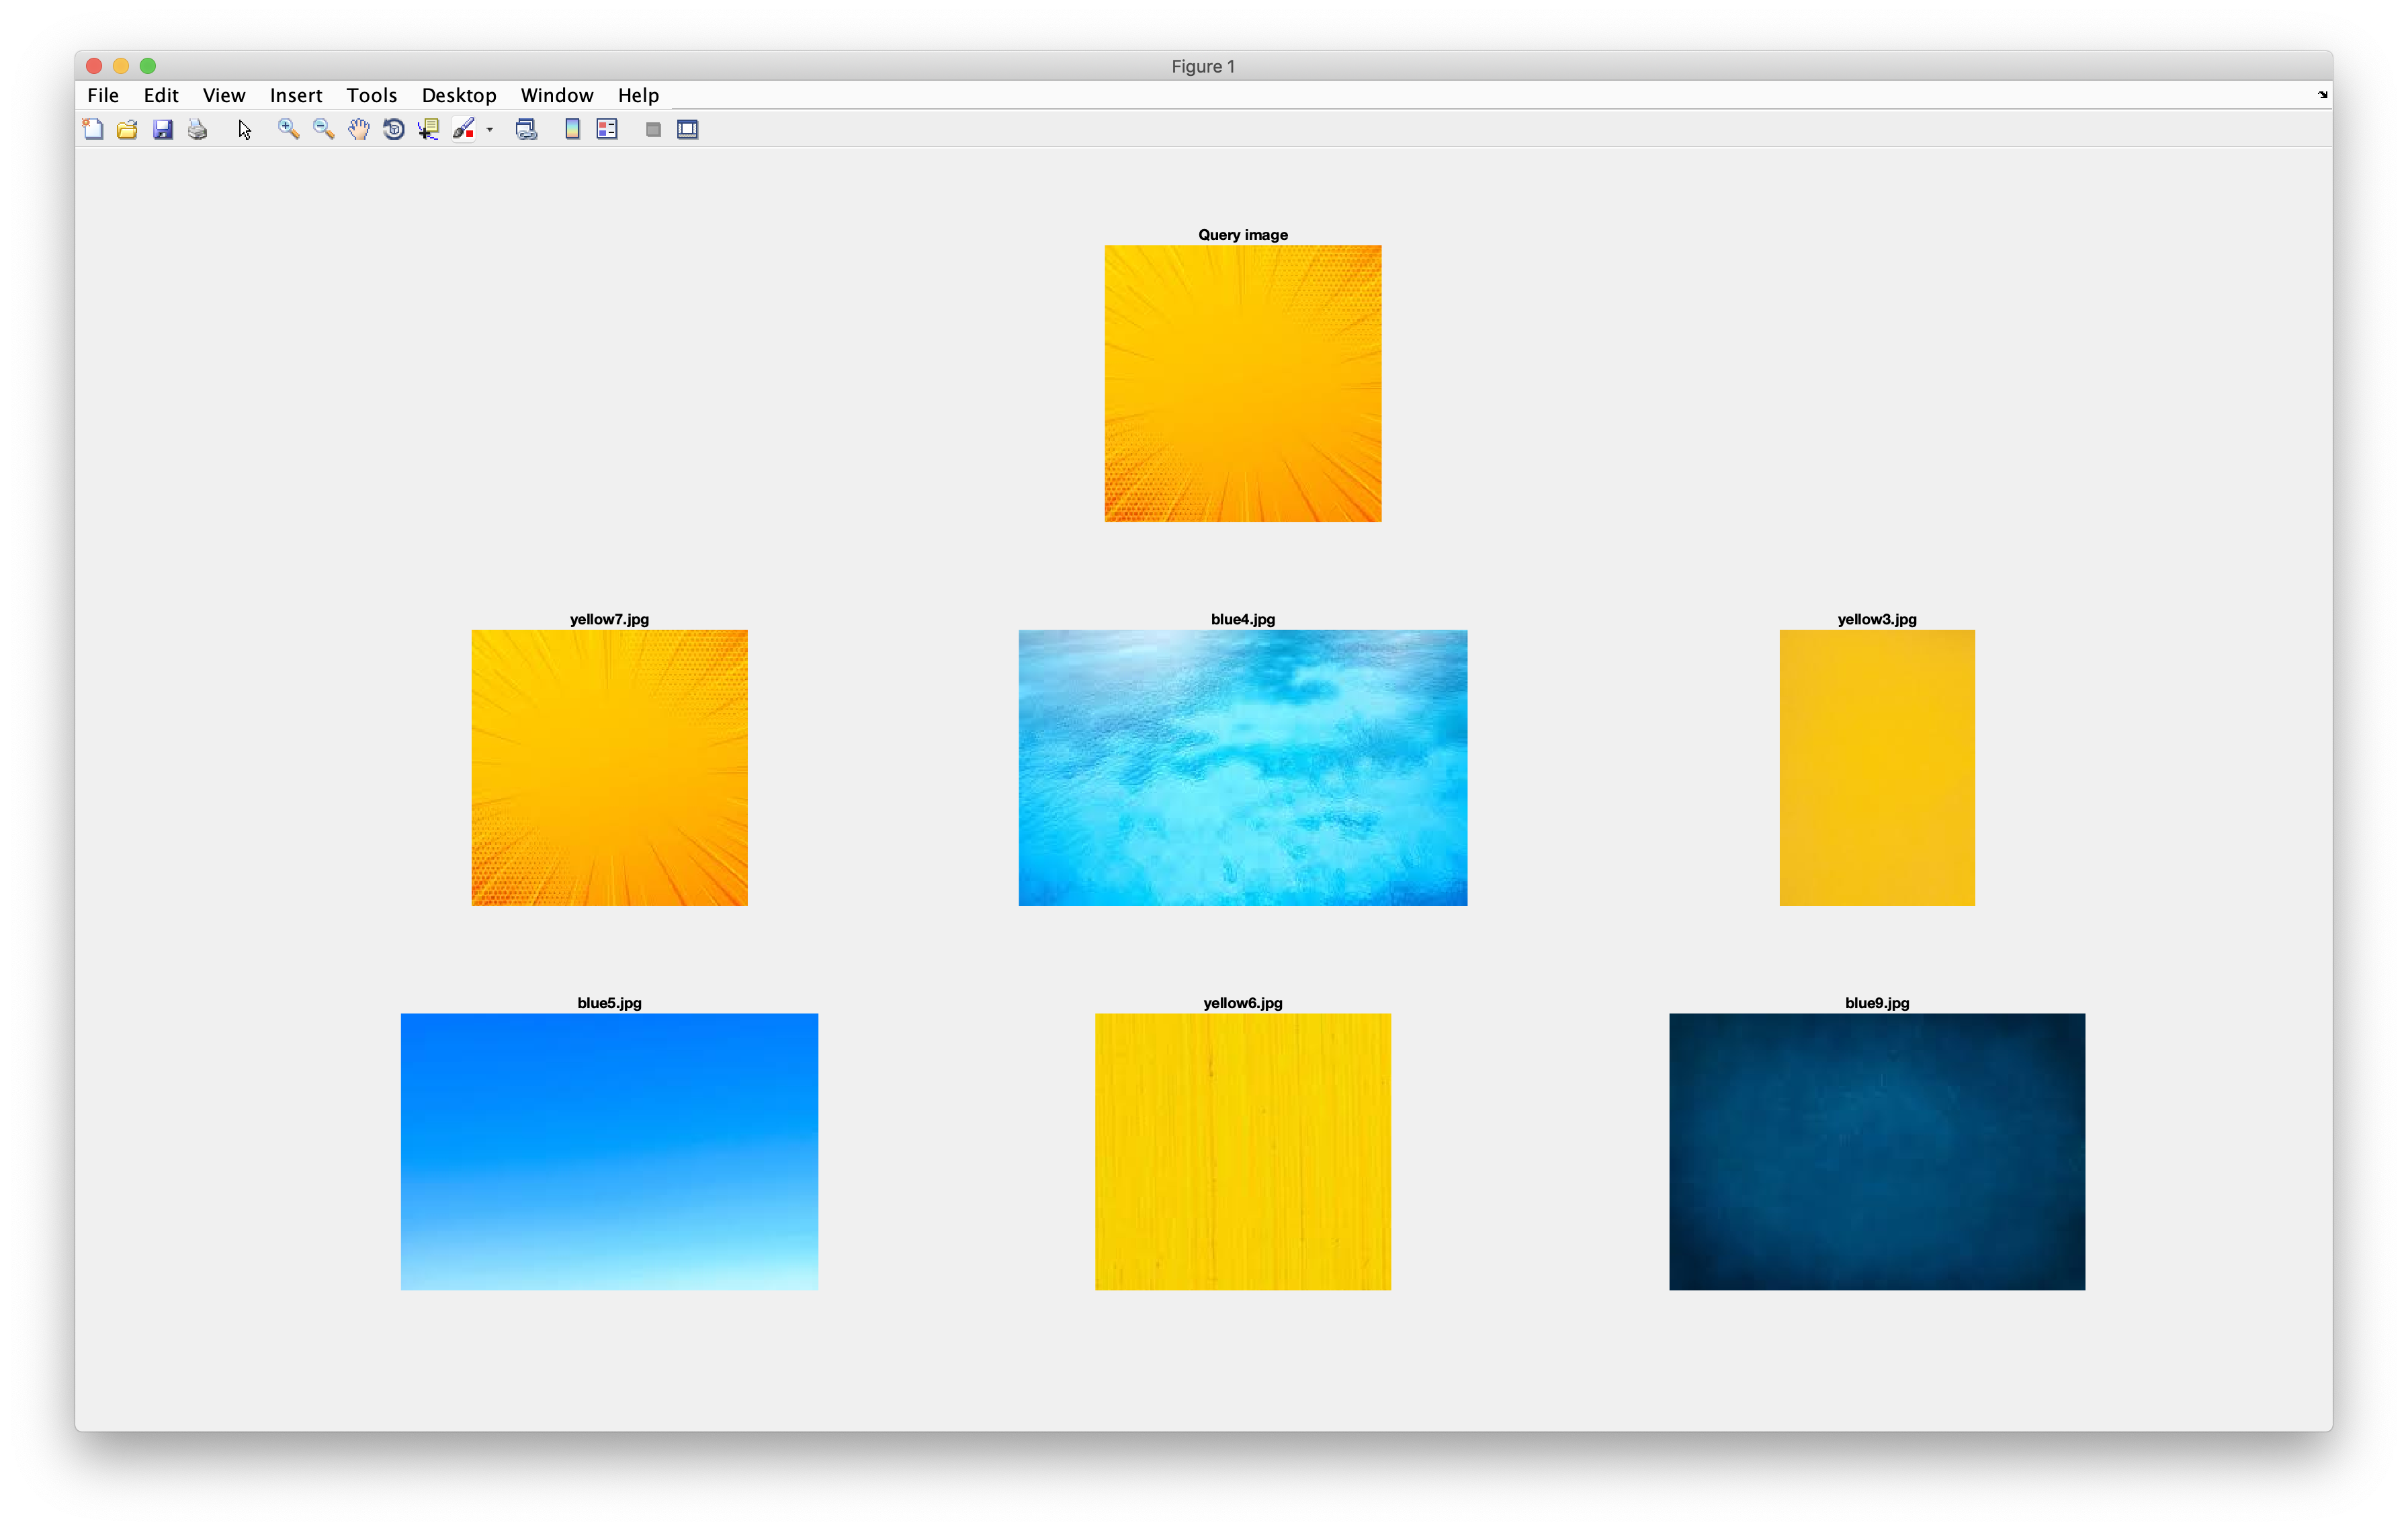 Figure 1
File Edit View Insert Tools Desktop Window Help
Query image
yellow7.jpg
blue4.jpg
yellow3.jpg
blue5.jpg
yellow6.jpg
blue9.jpg